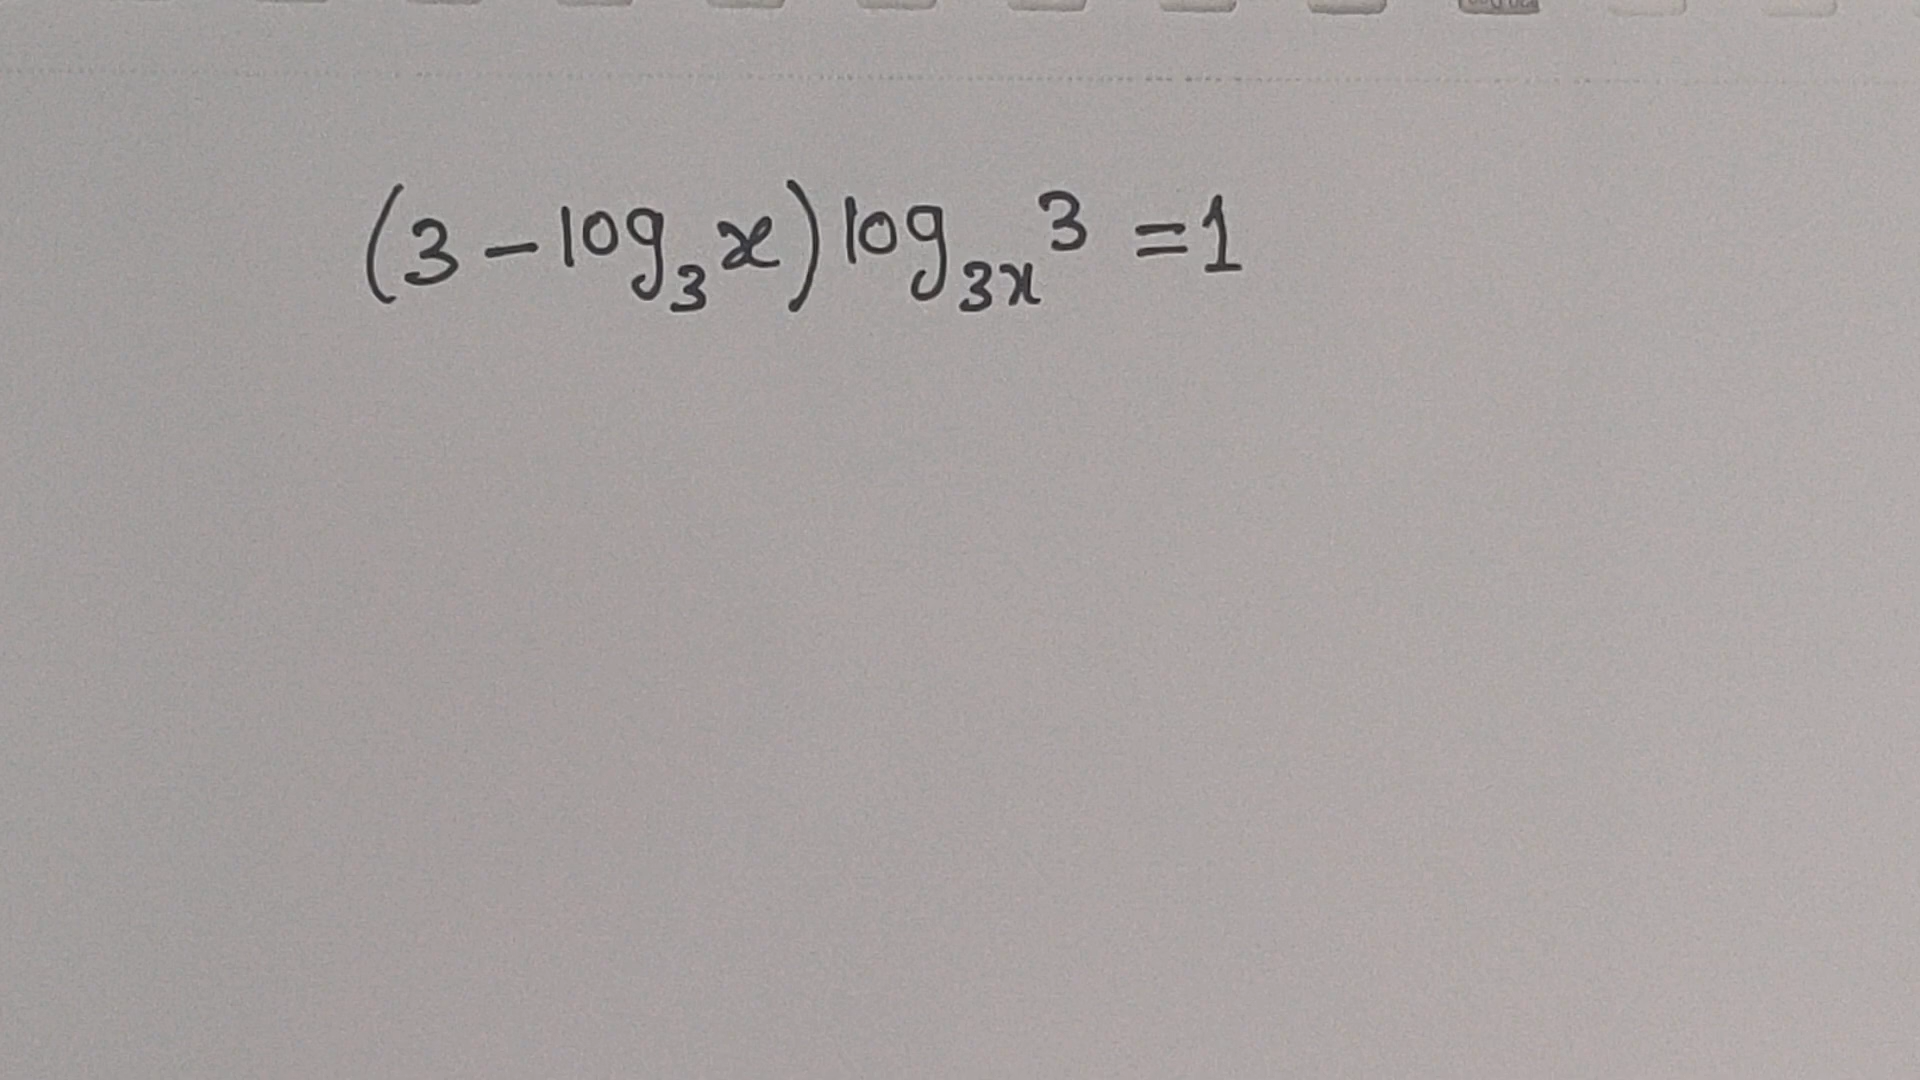 (3 - log₃x) log₃ₓ3 = 1